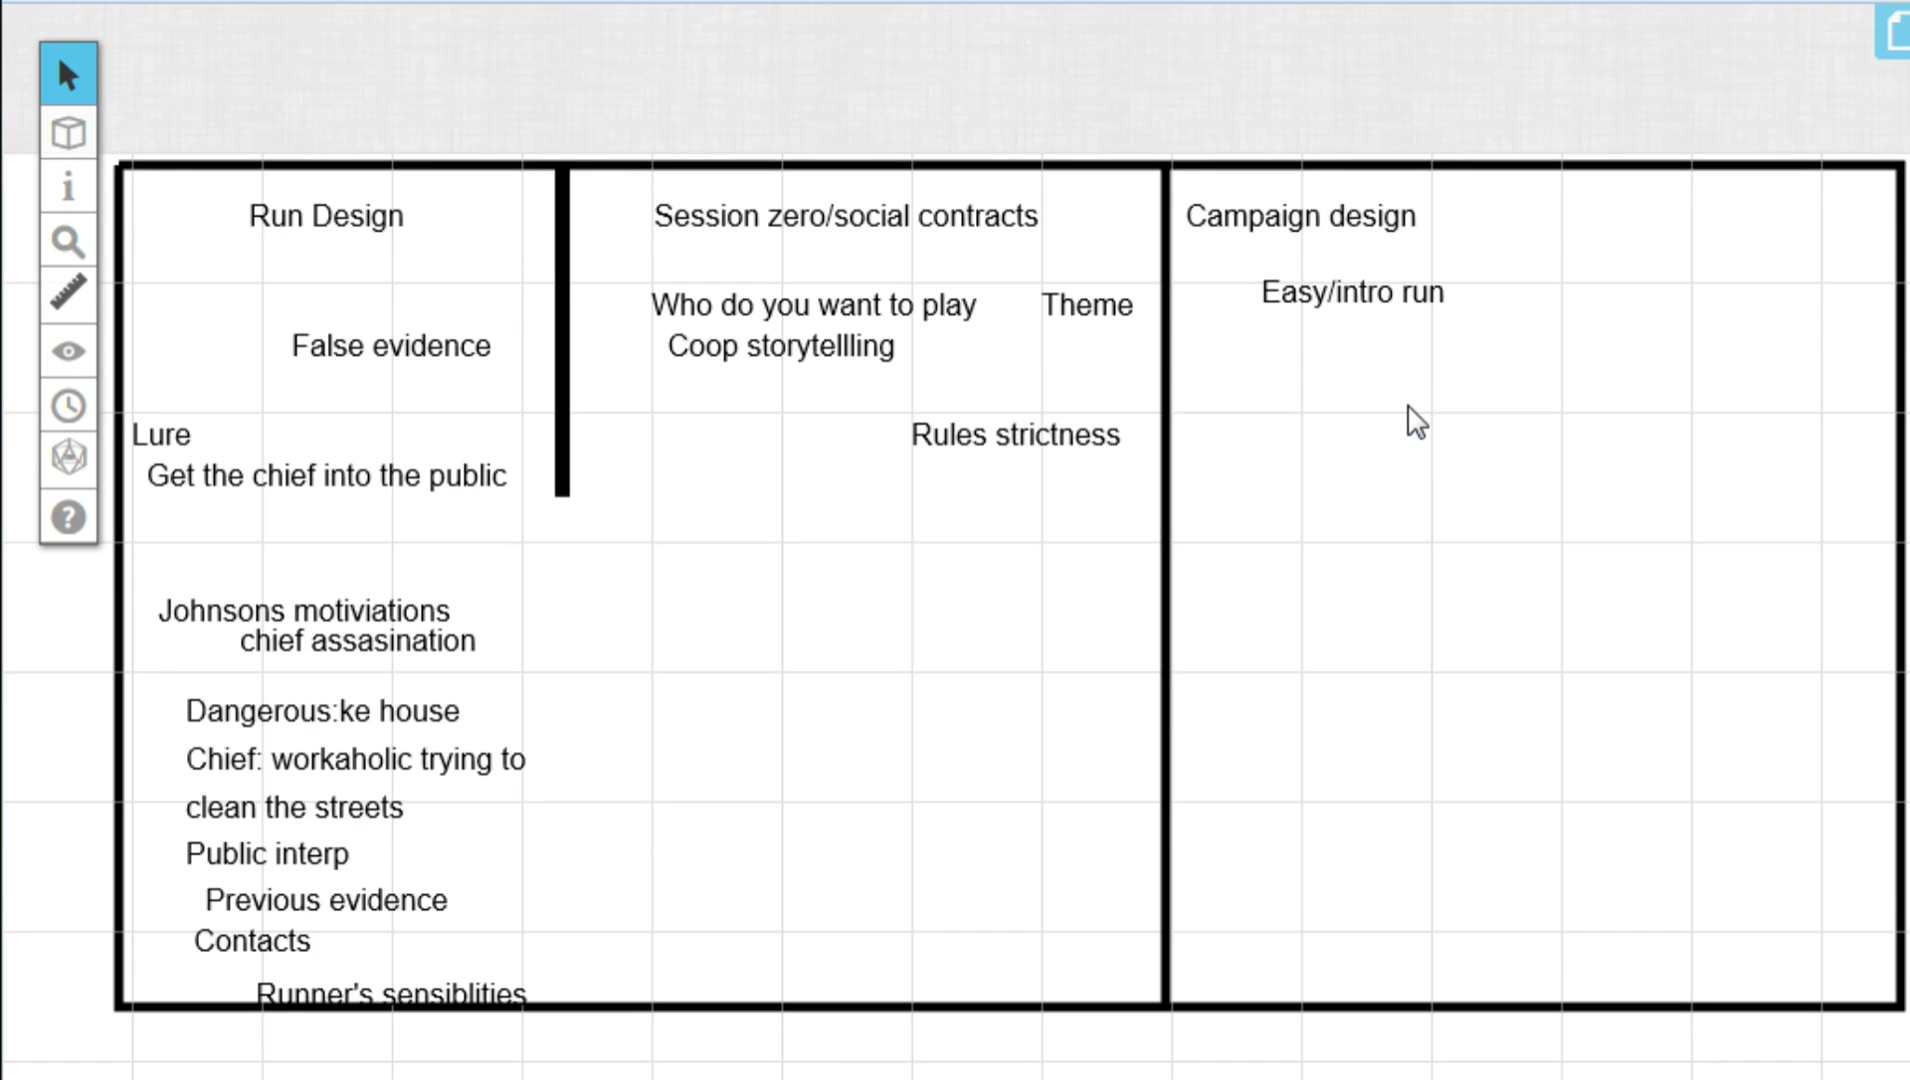 Run Design
False evidence
Lure
Get the chief into the public
Johnsons motiviations
chief assasination
Dangerous:ke house
Chief: workaholic trying to
clean the streets
Public interp
Previous evidence
Contacts
Runner's sensiblities
Session zero/social contracts
Who do you want to play
Theme
Coop storytellling
Rules strictness
Campaign design
Easy/intro run